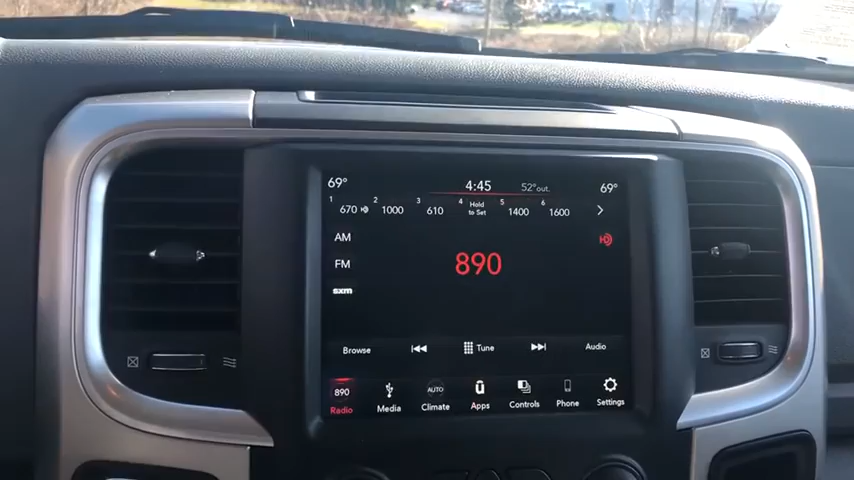 69° 4:45 52° out. 69°
1 2 3 4 5 6
670 1000 610 Hold to Set 1400 1600
AM
FM
890
sxm
Browse Tune Audio
890 AUTO
Radio Media Climate Apps Controls Phone Settings